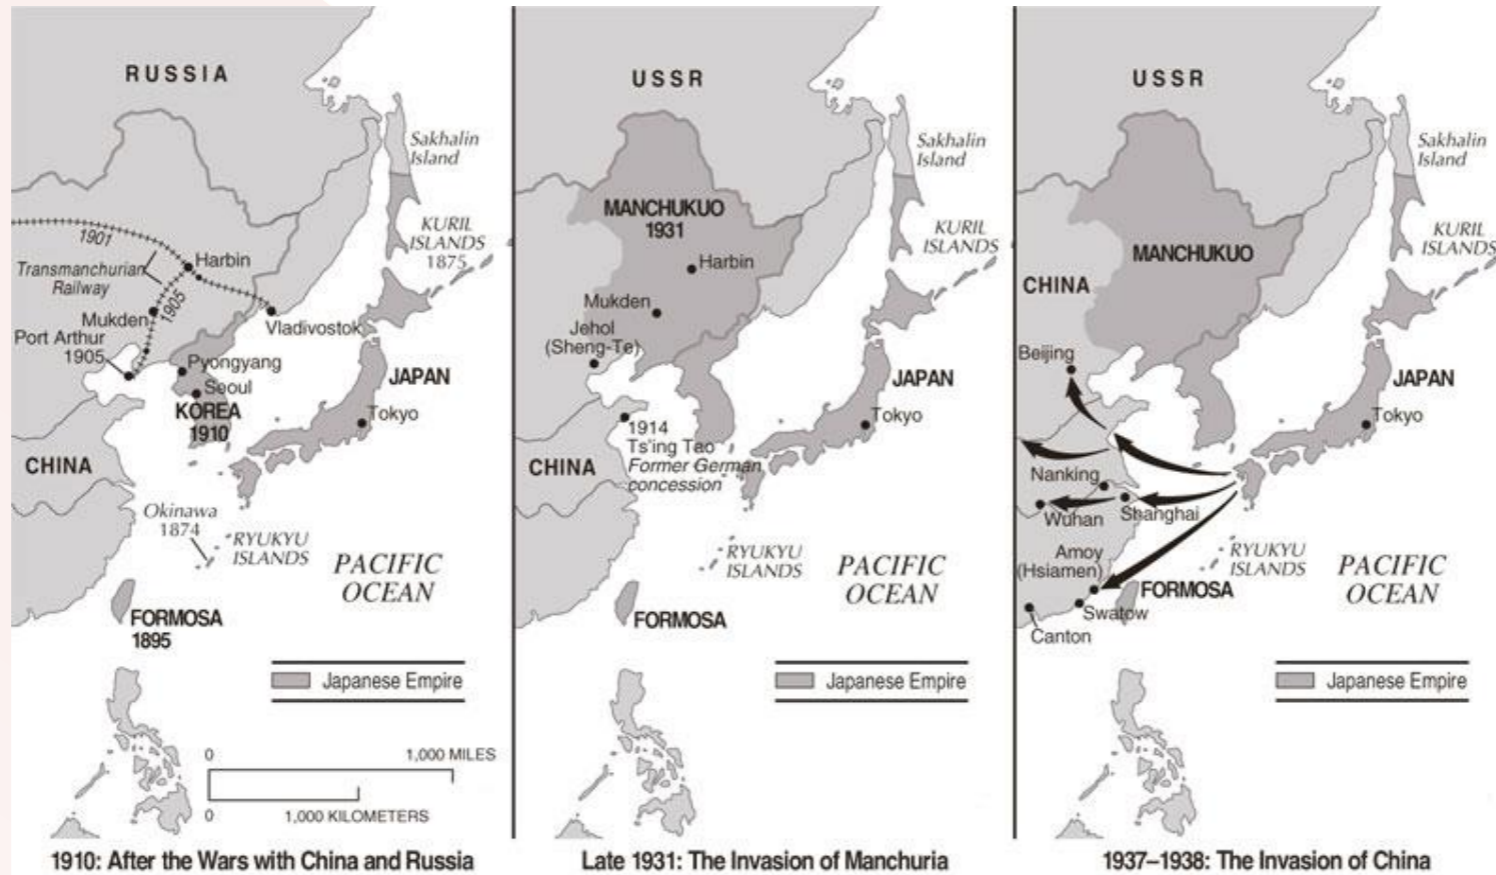 RUSSIA
Sakhalin
Island
KURIL
ISLANDS
1875
1901
Transmanchurian
Railway
Harbin
1905
Mukden
Port Arthur
1905
Vladivostok
Pyongyang
Seoul
KOREA
1910
JAPAN
Tokyo
CHINA
Okinawa
1874
RYUKYU
ISLANDS
PACIFIC
OCEAN
FORMOSA
1895
Japanese Empire
0
1,000 MILES
0
1,000 KILOMETERS
1910: After the Wars with China and Russia
USSR
Sakhalin
Island
MANCHUKUO
1931
KURIL
ISLANDS
Harbin
Mukden
Jehol
(Sheng-Te)
JAPAN
Tokyo
1914
Ts'ing Tao
Former German
concession
CHINA
RYUKYU
ISLANDS
PACIFIC
OCEAN
FORMOSA
Japanese Empire
Late 1931: The Invasion of Manchuria
USSR
Sakhalin
Island
KURIL
ISLANDS
MANCHUKUO
CHINA
Beijing
JAPAN
Tokyo
Nanking
Wuhan
Shanghai
Amoy
(Hsiamen)
RYUKYU
ISLANDS
PACIFIC
OCEAN
FORMOSA
Swatow
Canton
Japanese Empire
1937–1938: The Invasion of China